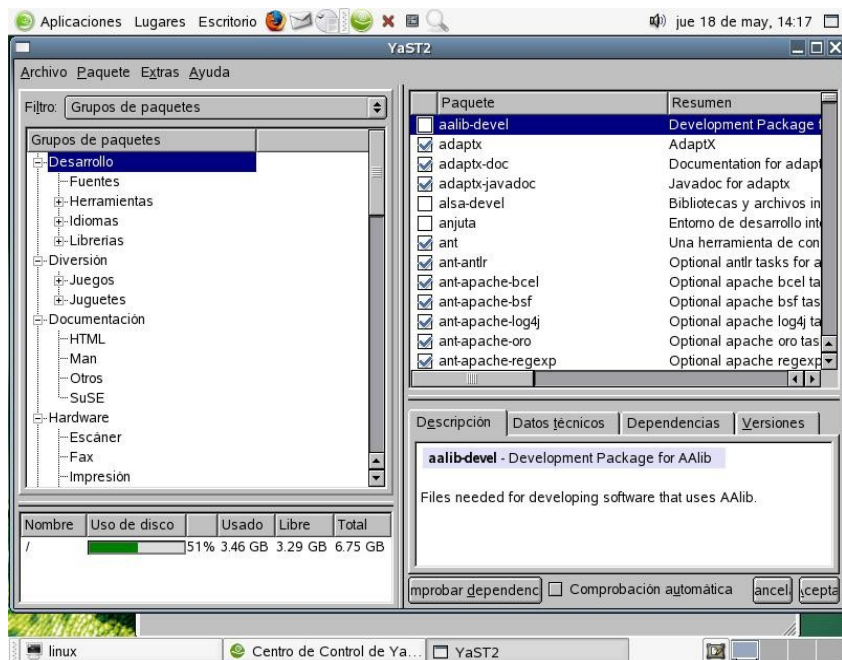 Aplicaciones Lugares Escritorio
jue 18 de may, 14:17
YaST2
Archivo Paquete Extras Ayuda
Filtro: Grupos de paquetes
Grupos de paquetes
Desarrollo
Fuentes
Herramientas
Idiomas
Librerías
Diversión
Juegos
Juguetes
Documentación
HTML
Man
Otros
SuSE
Hardware
Escáner
Fax
Impresión
Nombre Uso de disco Usado Libre Total
/ 51% 3.46 GB 3.29 GB 6.75 GB
Paquete Resumen
aalib-devel Development Package f
adaptx AdaptX
adaptx-doc Documentation for adapt
adaptx-javadoc Javadoc for adaptx
alsa-devel Bibliotecas y archivos in
anjuta Entorno de desarrollo inte
ant Una herramienta de con
ant-antlr Optional antlr tasks for a
ant-apache-bcel Optional apache bcel ta
ant-apache-bsf Optional apache bsf tas
ant-apache-log4j Optional apache log4j ta
ant-apache-oro Optional apache oro tas
ant-apache-regexp Optional apache regexp
Descripción Datos técnicos Dependencias Versiones
aalib-devel - Development Package for AAlib
Files needed for developing software that uses AAlib.
mprobar dependenc Comprobación automática ancel cepta
linux Centro de Control de Ya... YaST2